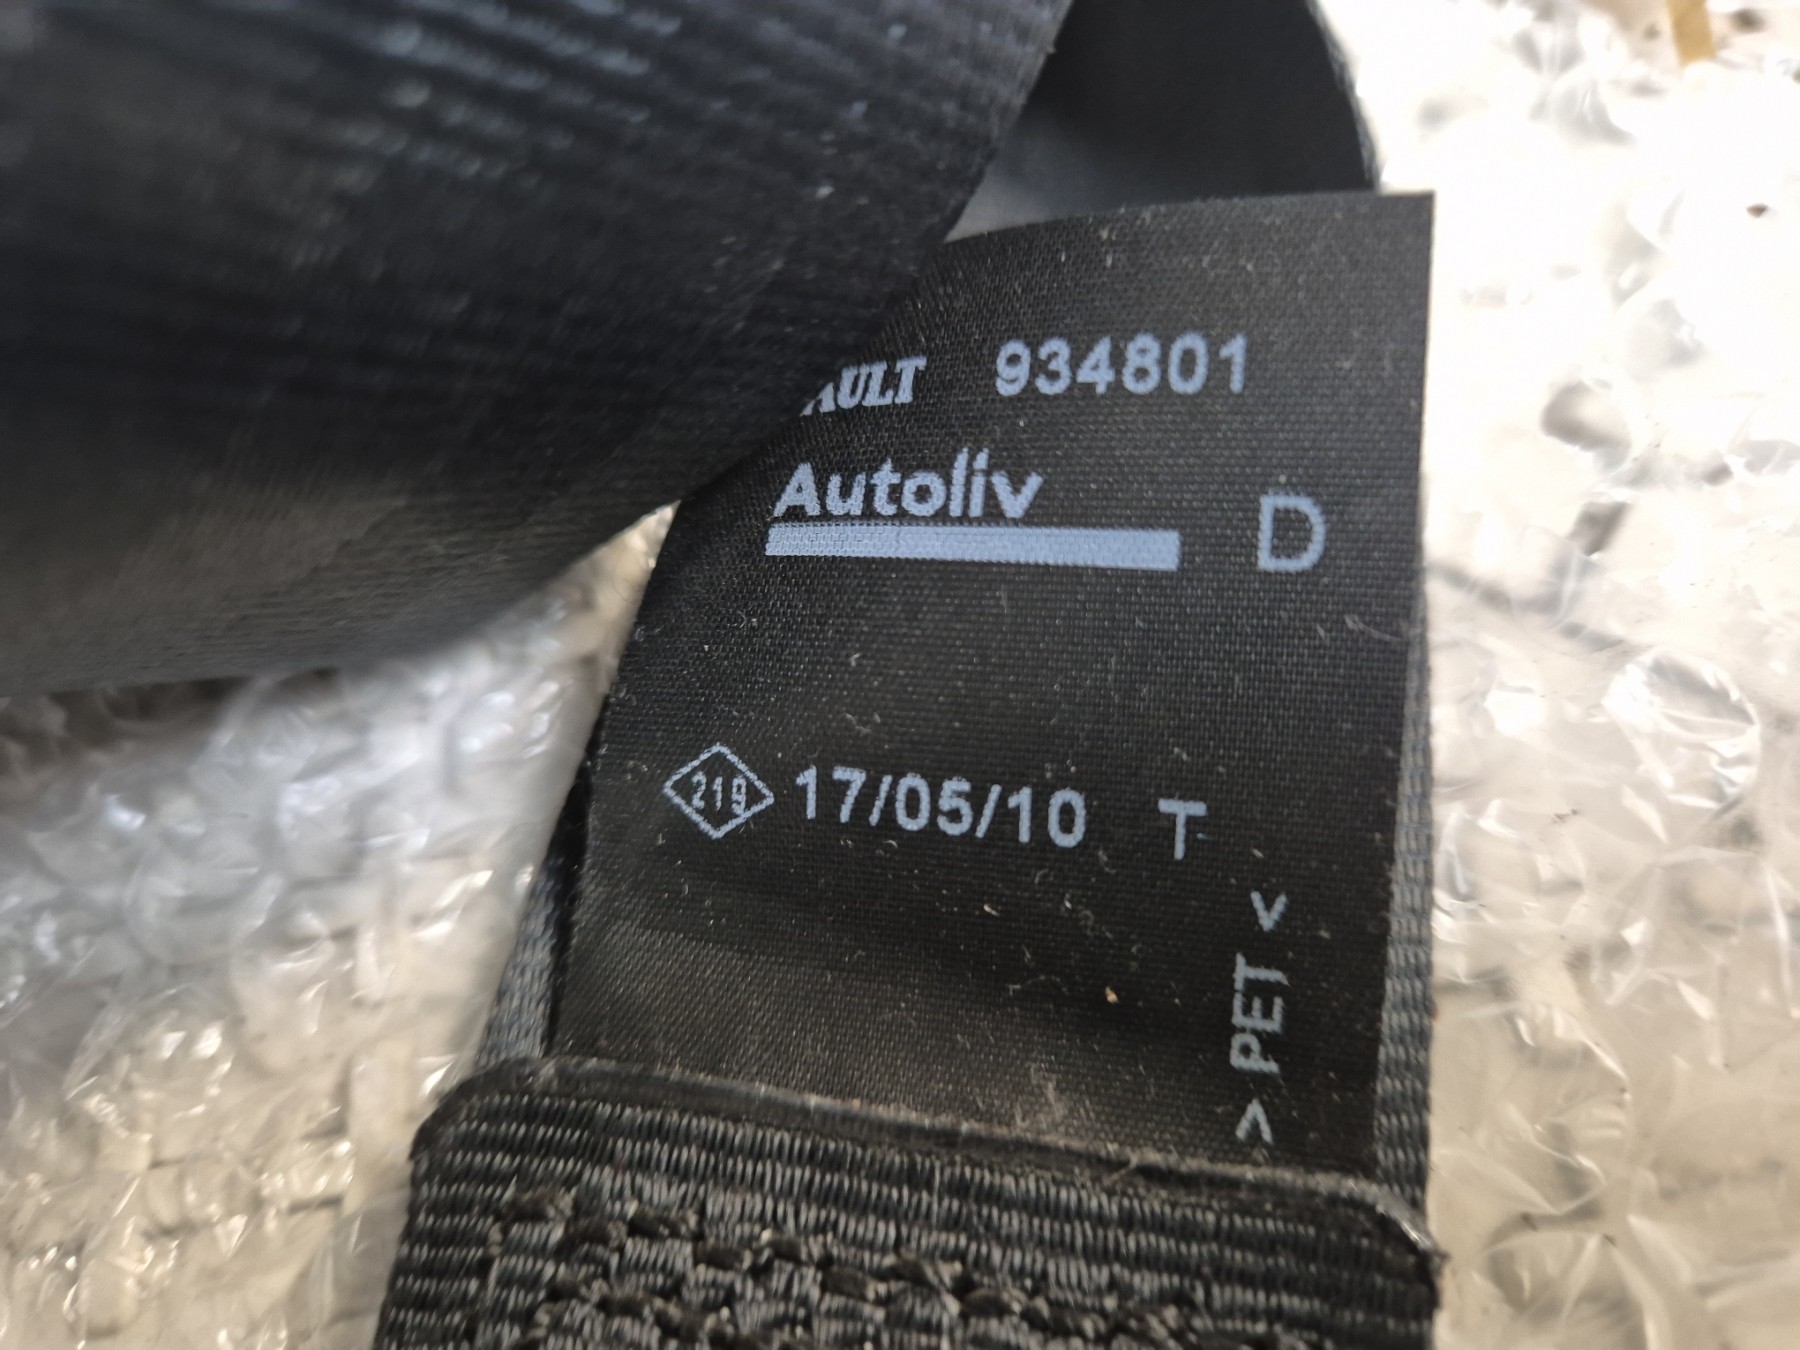 AULT 934801
Autoliv D
219 17/05/10 T
> PET <